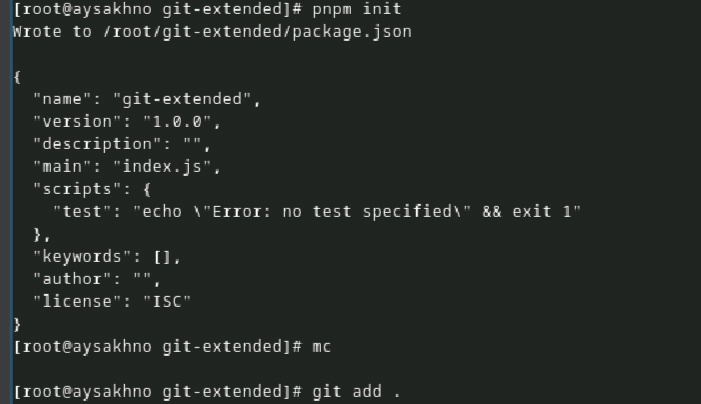 [root@aysakhno git-extended]# pnpm init
Wrote to /root/git-extended/package.json
{
"name": "git-extended",
"version": "1.0.0",
"description": "",
"main": "index.js",
"scripts": {
"test": "echo \"Error: no test specified\" && exit 1"
},
"keywords": [],
"author": "",
"license": "ISC"
}
[root@aysakhno git-extended]# mc
[root@aysakhno git-extended]# git add .